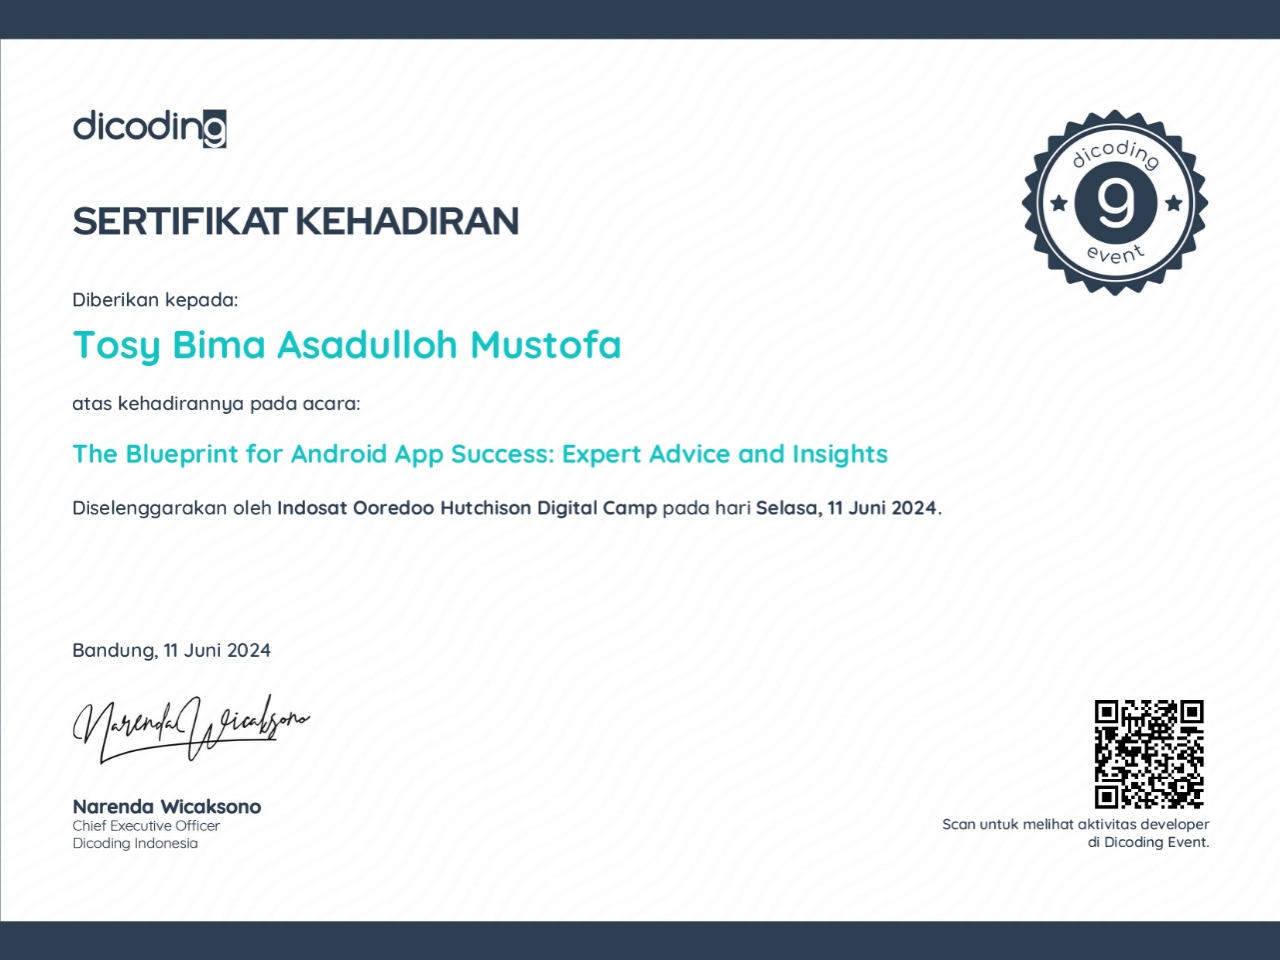 dicoding
SERTIFIKAT KEHADIRAN
dicoding
9
event
Diberikan kepada:
Tosy Bima Asadulloh Mustofa
atas kehadirannya pada acara:
The Blueprint for Android App Success: Expert Advice and Insights
Diselenggarakan oleh Indosat Ooredoo Hutchison Digital Camp pada hari Selasa, 11 Juni 2024.
Bandung, 11 Juni 2024
Narenda Wicaksono
Narenda Wicaksono
Chief Executive Officer
Dicoding Indonesia
Scan untuk melihat aktivitas developer
di Dicoding Event.